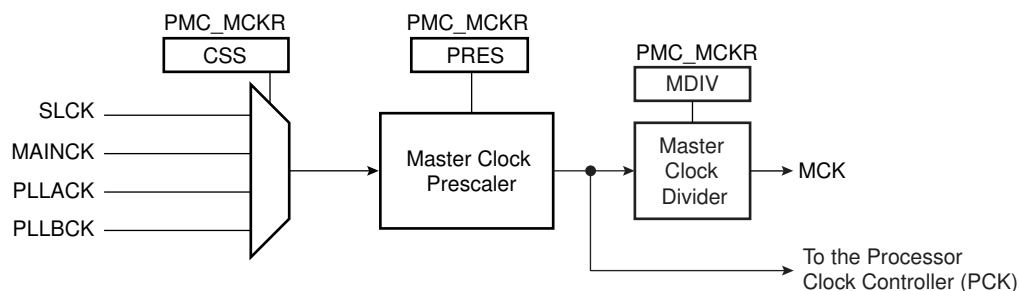 PMC_MCKR
PMC_MCKR
CSS
PRES
PMC_MCKR
MDIV
SLCK
MAINCK
PLLACK
PLLBCK
Master Clock
Prescaler
Master
Clock
Divider
MCK
To the Processor
Clock Controller (PCK)